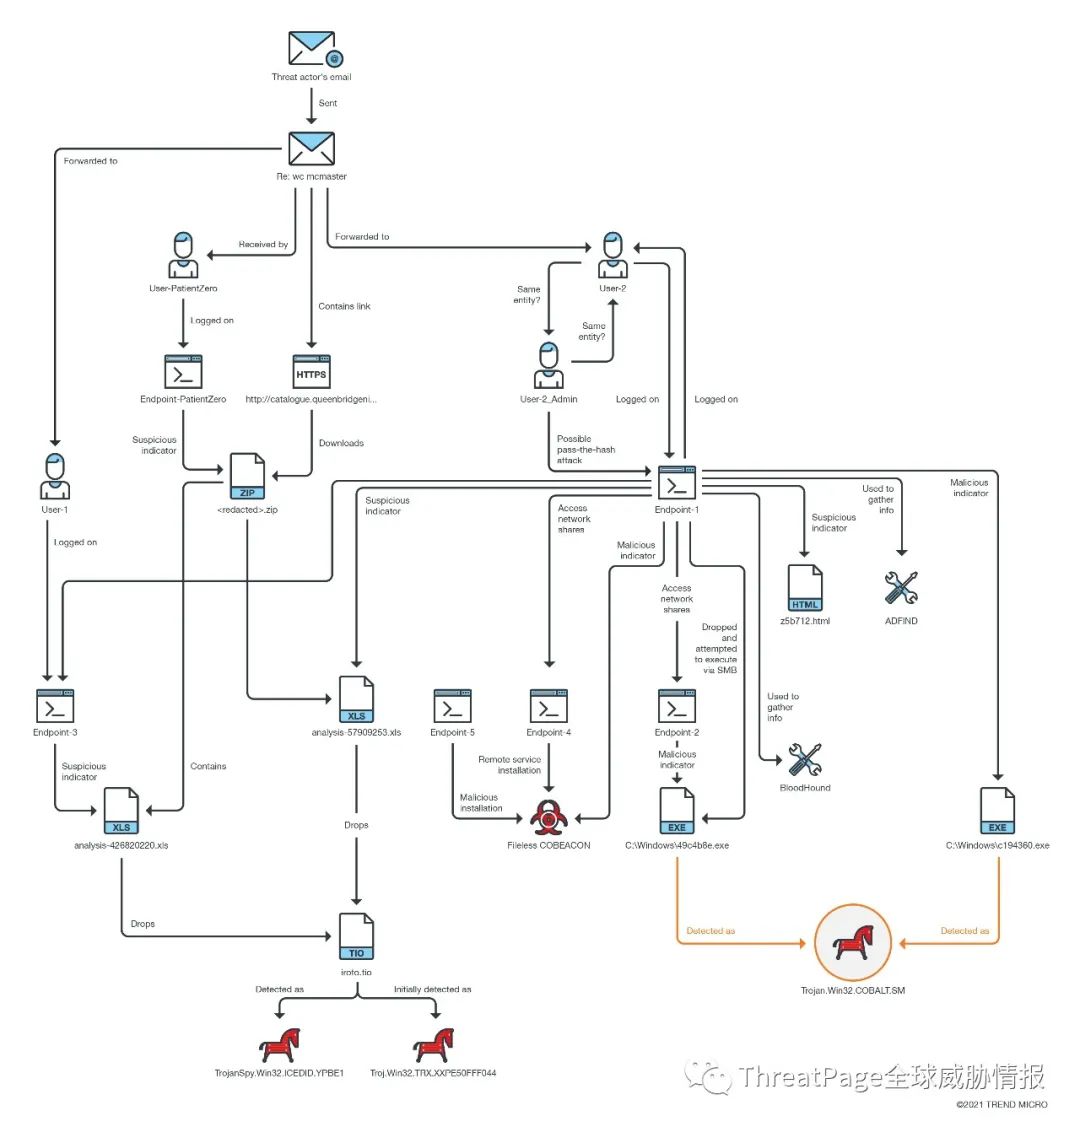 Threat actor's email
Sent
Re: wc mcmaster
Forwarded to
Received by
Forwarded to
User-PatientZero
Contains link
Logged on
Endpoint-PatientZero
HTTPS
http://catalogue.queenbridgeni...
User-2
Same
entity?
Same
entity?
User-2_Admin
Logged on
Logged on
Suspicious
indicator
Downloads
Possible
pass-the-hash
attack
User-1
ZIP
<redacted>.zip
Endpoint-1
Suspicious
indicator
Access
network
shares
Malicious
indicator
Suspicious
indicator
Used to
gather
info
Malicious
indicator
Logged on
Access
network
shares
Dropped
and
attempted
to execute
via SMB
HTML
z5b712.html
ADFIND
Used to
gather
info
Endpoint-3
XLS
analysis-57909253.xls
Endpoint-5
Endpoint-4
Endpoint-2
Suspicious
indicator
Contains
Remote service
installation
Malicious
installation
Malicious
indicator
BloodHound
XLS
analysis-426820220.xls
Drops
Fileless COBEACON
EXE
C:\Windows\49c4b8e.exe
EXE
C:\Windows\c194360.exe
Drops
TIO
iroto.tio
Detected as
Detected as
Trojan.Win32.COBALT.SM
Detected as
Initially detected as
TrojanSpy.Win32.ICEDID.YPBE1
Troj.Win32.TRX.XXPE50FFF044
ThreatPage全球威胁情报
©2021 TREND MICRO